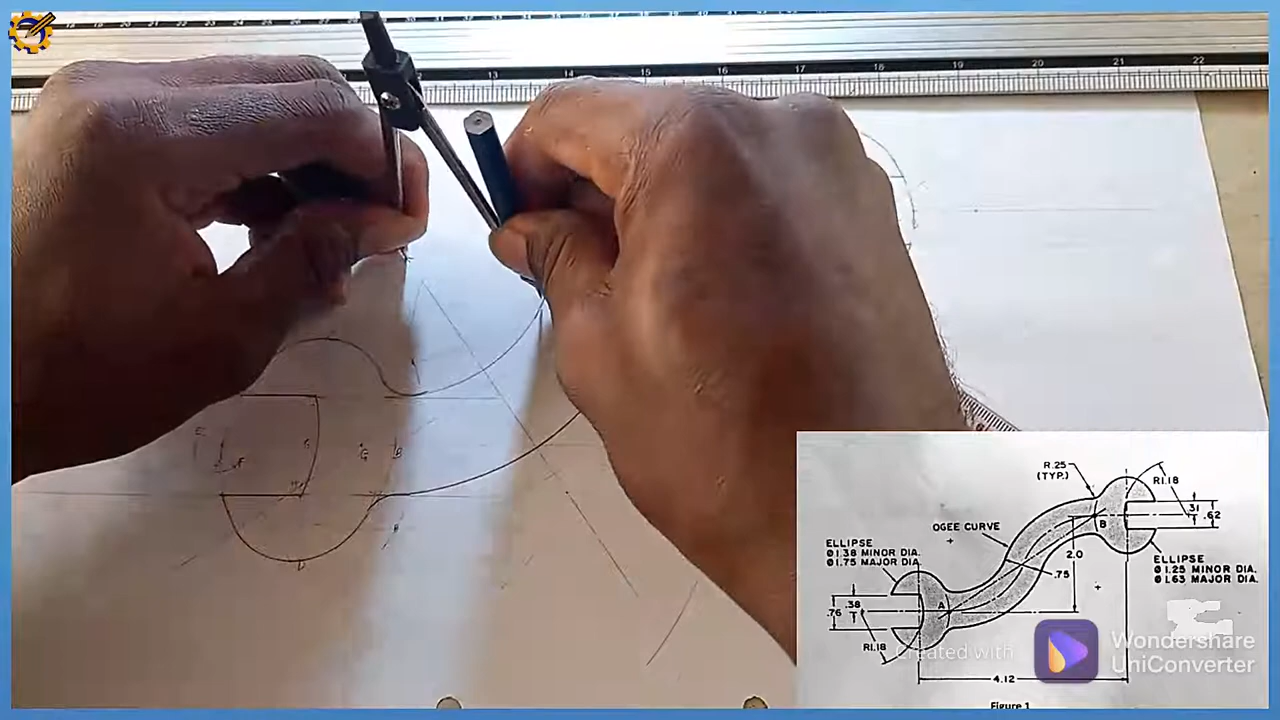 12
13
14
15
16
17
18
19
20
21
22
R.25
(TYP.)
R1.18
.31
.62
B
OGEE CURVE
2.0
ELLIPSE
Ø1.38 MINOR DIA.
Ø1.75 MAJOR DIA.
.75
ELLIPSE
Ø1.25 MINOR DIA.
Ø1.63 MAJOR DIA.
A
.38
.76
R1.18
4.12
Figure 1
Created with
Wondershare
UniConverter
E
F
G
G
B